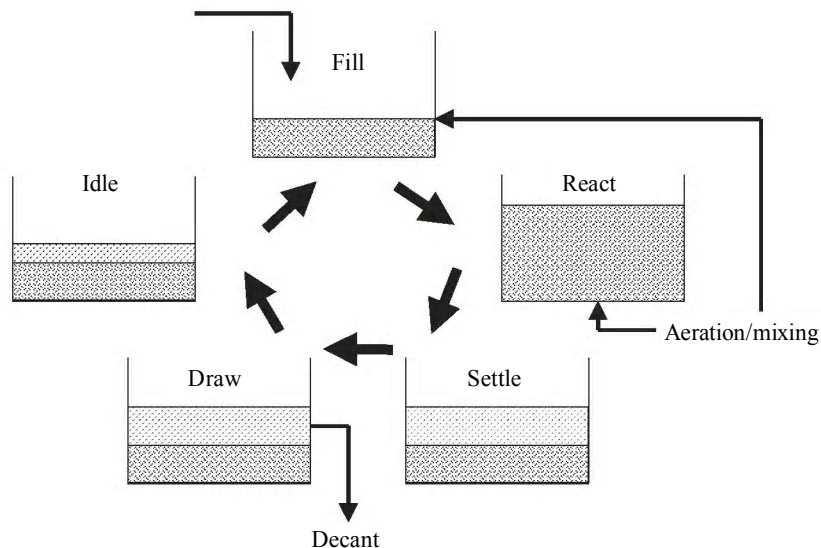 Fill
Idle
React
Aeration/mixing
Draw
Settle
Decant